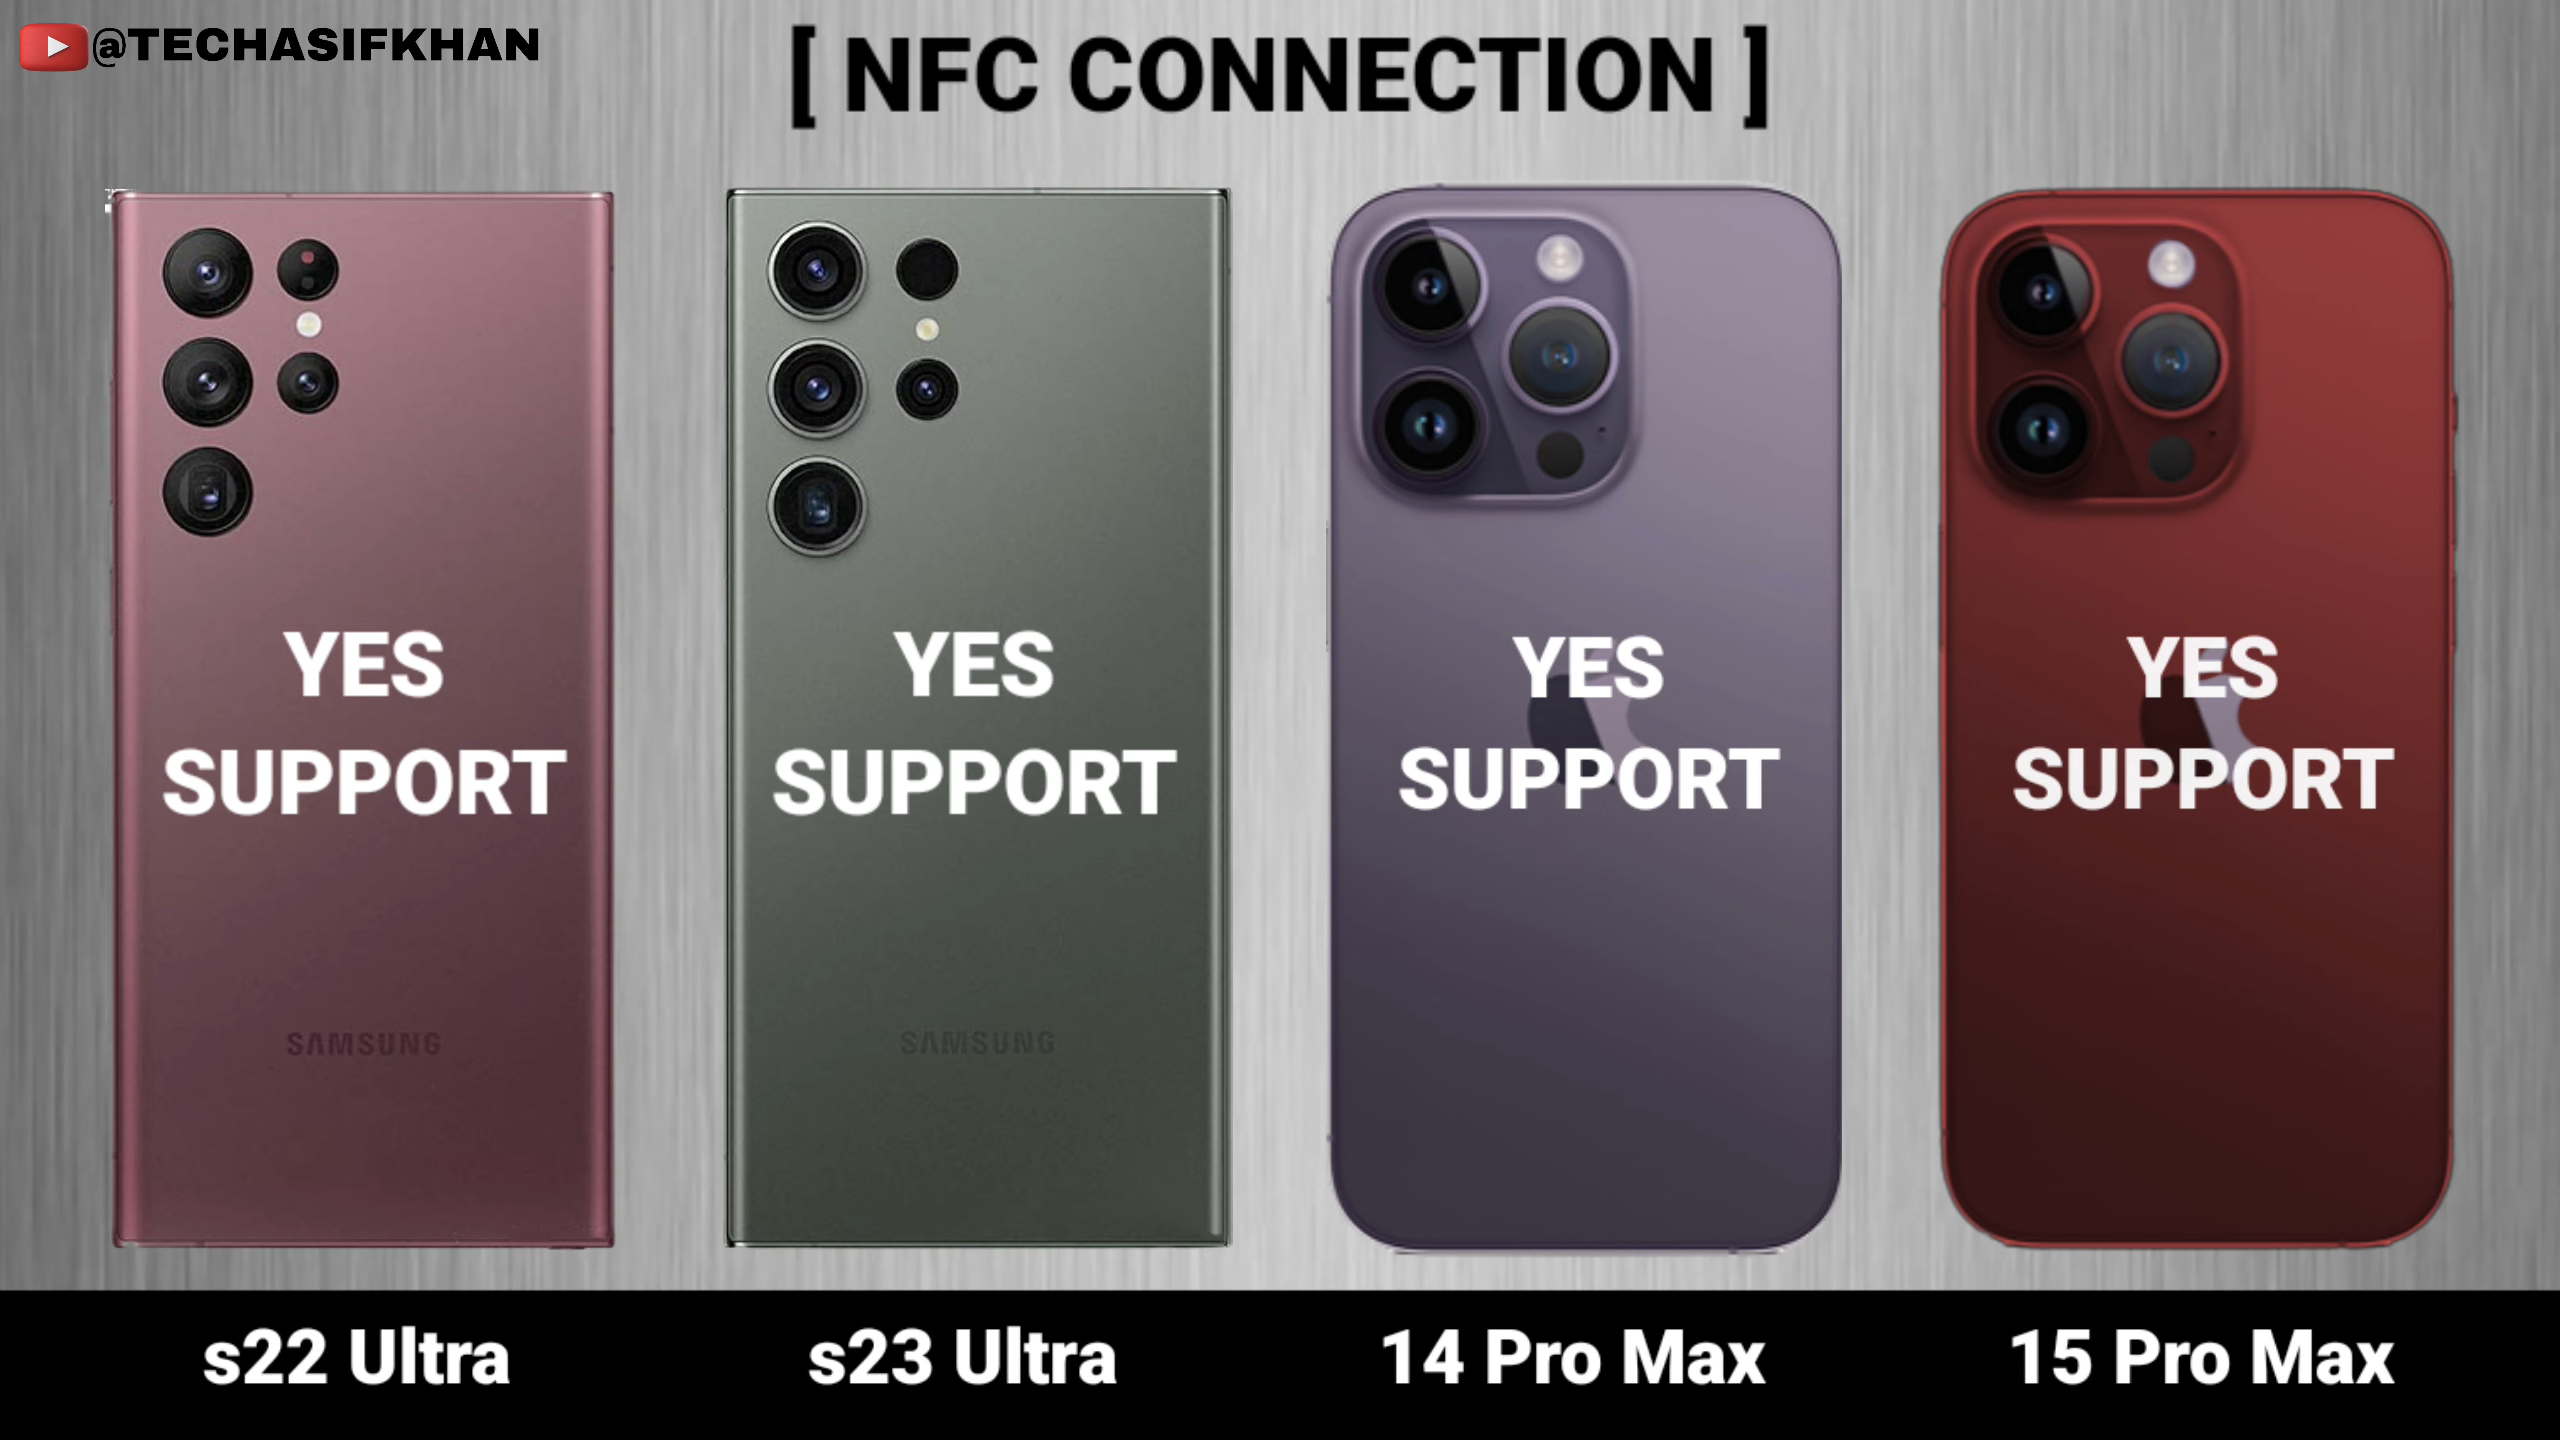 @TECHASIFKHAN
[ NFC CONNECTION ]
YES
SUPPORT
SAMSUNG
YES
SUPPORT
SAMSUNG
YES
SUPPORT
YES
SUPPORT
s22 Ultra
s23 Ultra
14 Pro Max
15 Pro Max